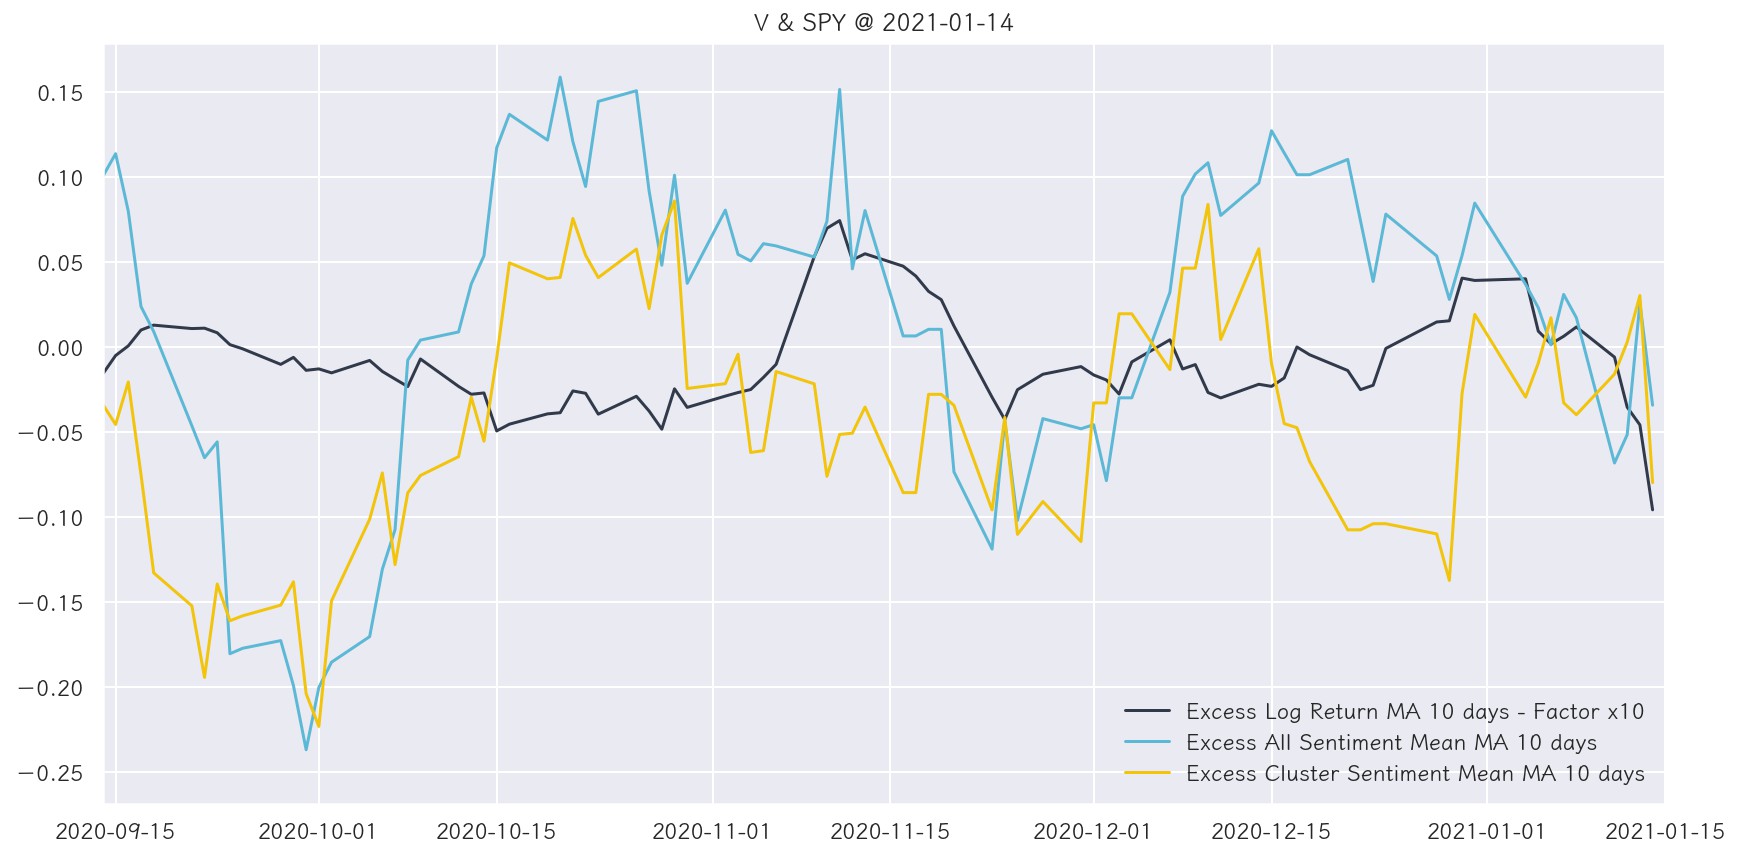 V & SPY @ 2021-01-14
0.15
0.10
0.05
0.00
−0.05
−0.10
−0.15
−0.20
−0.25
Excess Log Return MA 10 days - Factor x10
Excess All Sentiment Mean MA 10 days
Excess Cluster Sentiment Mean MA 10 days
2020-09-15 2020-10-01 2020-10-15 2020-11-01 2020-11-15 2020-12-01 2020-12-15 2021-01-01 2021-01-15